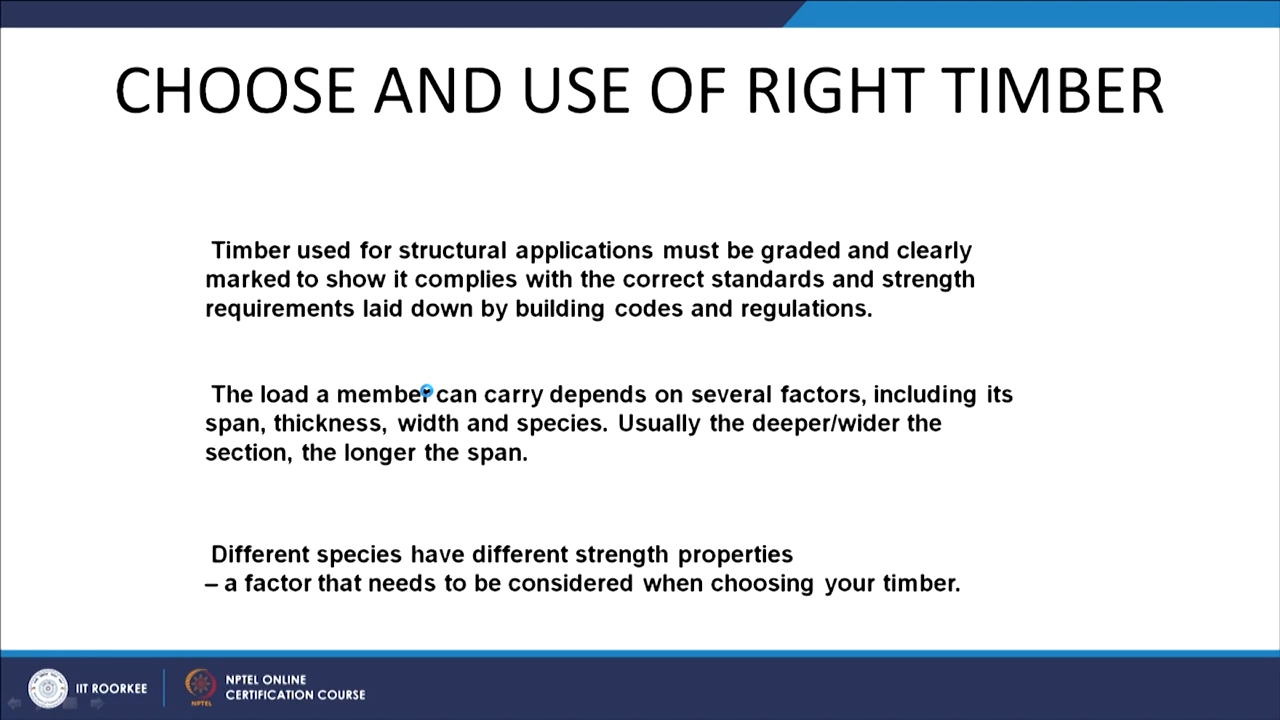 CHOOSE AND USE OF RIGHT TIMBER
Timber used for structural applications must be graded and clearly
marked to show it complies with the correct standards and strength
requirements laid down by building codes and regulations.
The load a member can carry depends on several factors, including its
span, thickness, width and species. Usually the deeper/wider the
section, the longer the span.
Different species have different strength properties
– a factor that needs to be considered when choosing your timber.
IIT ROORKEE
NPTEL
NPTEL ONLINE
CERTIFICATION COURSE